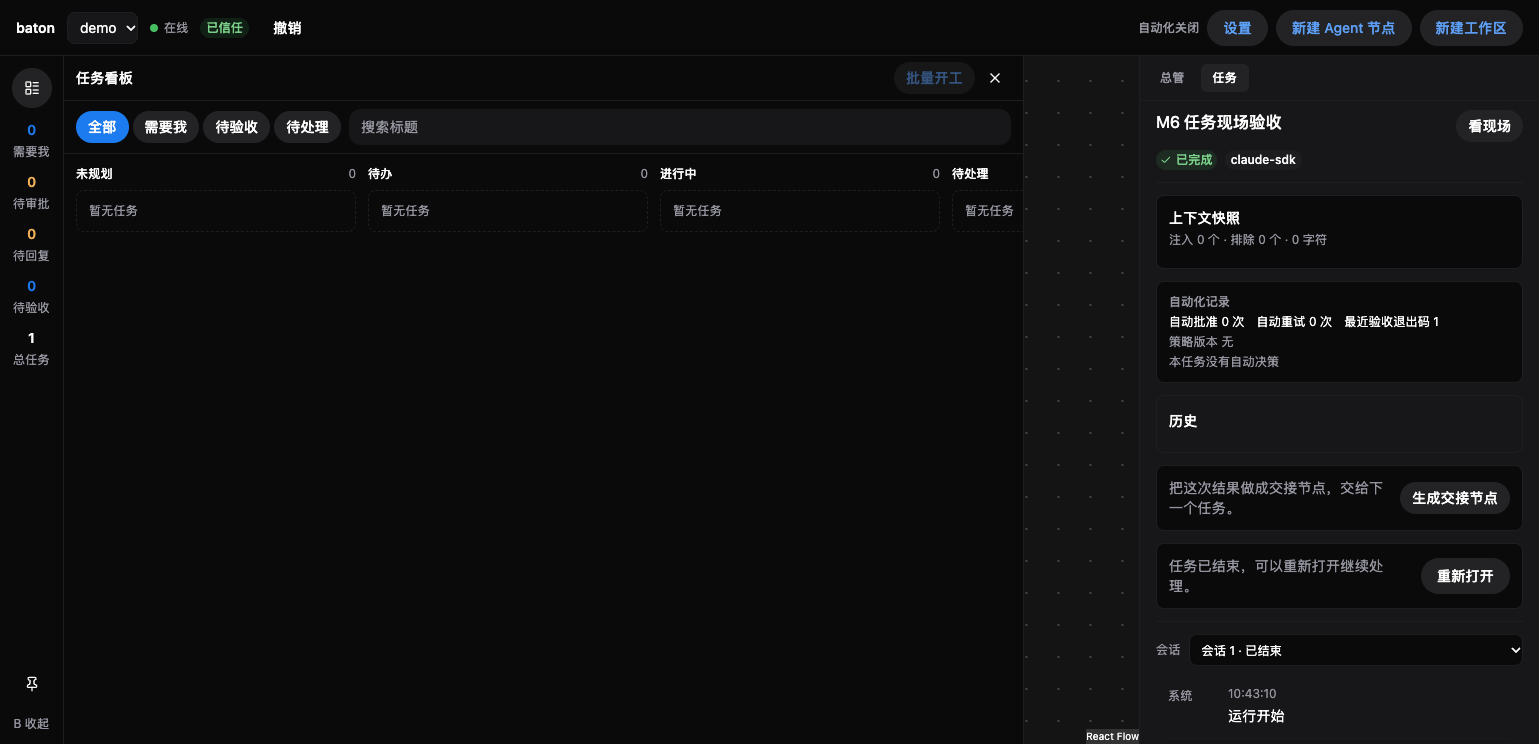 baton
demo
在线
已信任
撤销
自动化关闭
设置
新建 Agent 节点
新建工作区
0
需要我
0
待审批
0
待回复
0
待验收
1
总任务
B 收起
任务看板
批量开工
全部
需要我
待验收
待处理
搜索标题
未规划 0
暂无任务
待办 0
暂无任务
进行中 0
暂无任务
待处理
暂无任务
React Flow
总管
任务
M6 任务现场验收
看现场
已完成
claude-sdk
上下文快照
注入 0 个 · 排除 0 个 · 0 字符
自动化记录
自动批准 0 次 自动重试 0 次 最近验收退出码 1
策略版本 无
本任务没有自动决策
历史
把这次结果做成交接节点，交给下
一个任务。
生成交接节点
任务已结束，可以重新打开继续处
理。
重新打开
会话
会话 1 · 已结束
系统
10:43:10
运行开始